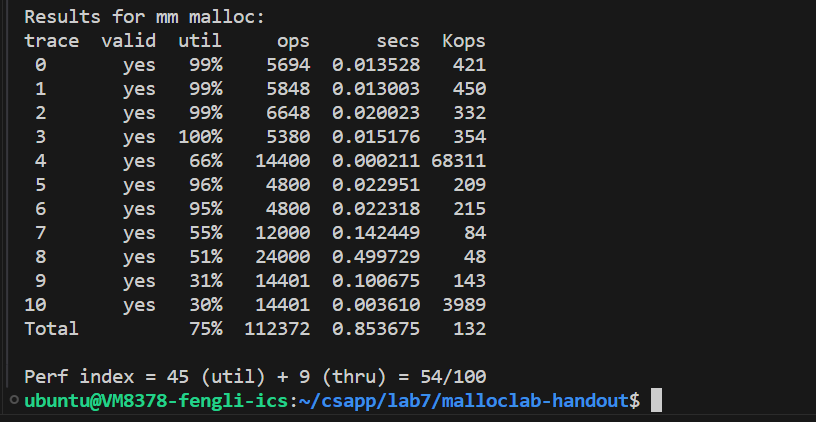 Results for mm malloc:
trace  valid  util     ops      secs  Kops
 0       yes   99%    5694  0.013528   421
 1       yes   99%    5848  0.013003   450
 2       yes   99%    6648  0.020023   332
 3       yes  100%    5380  0.015176   354
 4       yes   66%   14400  0.000211 68311
 5       yes   96%    4800  0.022951   209
 6       yes   95%    4800  0.022318   215
 7       yes   55%   12000  0.142449    84
 8       yes   51%   24000  0.499729    48
 9       yes   31%   14401  0.100675   143
10       yes   30%   14401  0.003610  3989
Total          75%  112372  0.853675   132

Perf index = 45 (util) + 9 (thru) = 54/100
ubuntu@VM8378-fengli-ics:~/csapp/lab7/malloclab-handout$